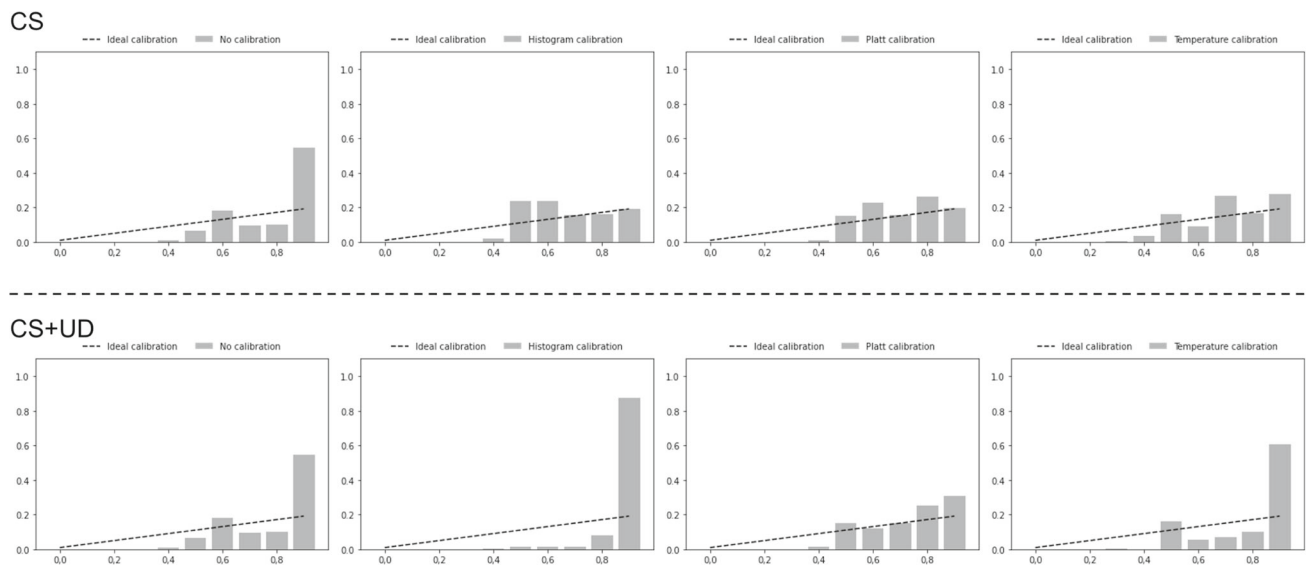 CS
Ideal calibration No calibration Ideal calibration Histogram calibration Ideal calibration Platt calibration Ideal calibration Temperature calibration
1.0 1.0 1.0 1.0
0.8 0.8 0.8 0.8
0.6 0.6 0.6 0.6
0.4 0.4 0.4 0.4
0.2 0.2 0.2 0.2
0.0 0.0 0.0 0.0
0,0 0,2 0,4 0,6 0,8 0,0 0,2 0,4 0,6 0,8 0,0 0,2 0,4 0,6 0,8 0,0 0,2 0,4 0,6 0,8
CS+UD
Ideal calibration No calibration Ideal calibration Histogram calibration Ideal calibration Platt calibration Ideal calibration Temperature calibration
1.0 1.0 1.0 1.0
0.8 0.8 0.8 0.8
0.6 0.6 0.6 0.6
0.4 0.4 0.4 0.4
0.2 0.2 0.2 0.2
0.0 0.0 0.0 0.0
0,0 0,2 0,4 0,6 0,8 0,0 0,2 0,4 0,6 0,8 0,0 0,2 0,4 0,6 0,8 0,0 0,2 0,4 0,6 0,8